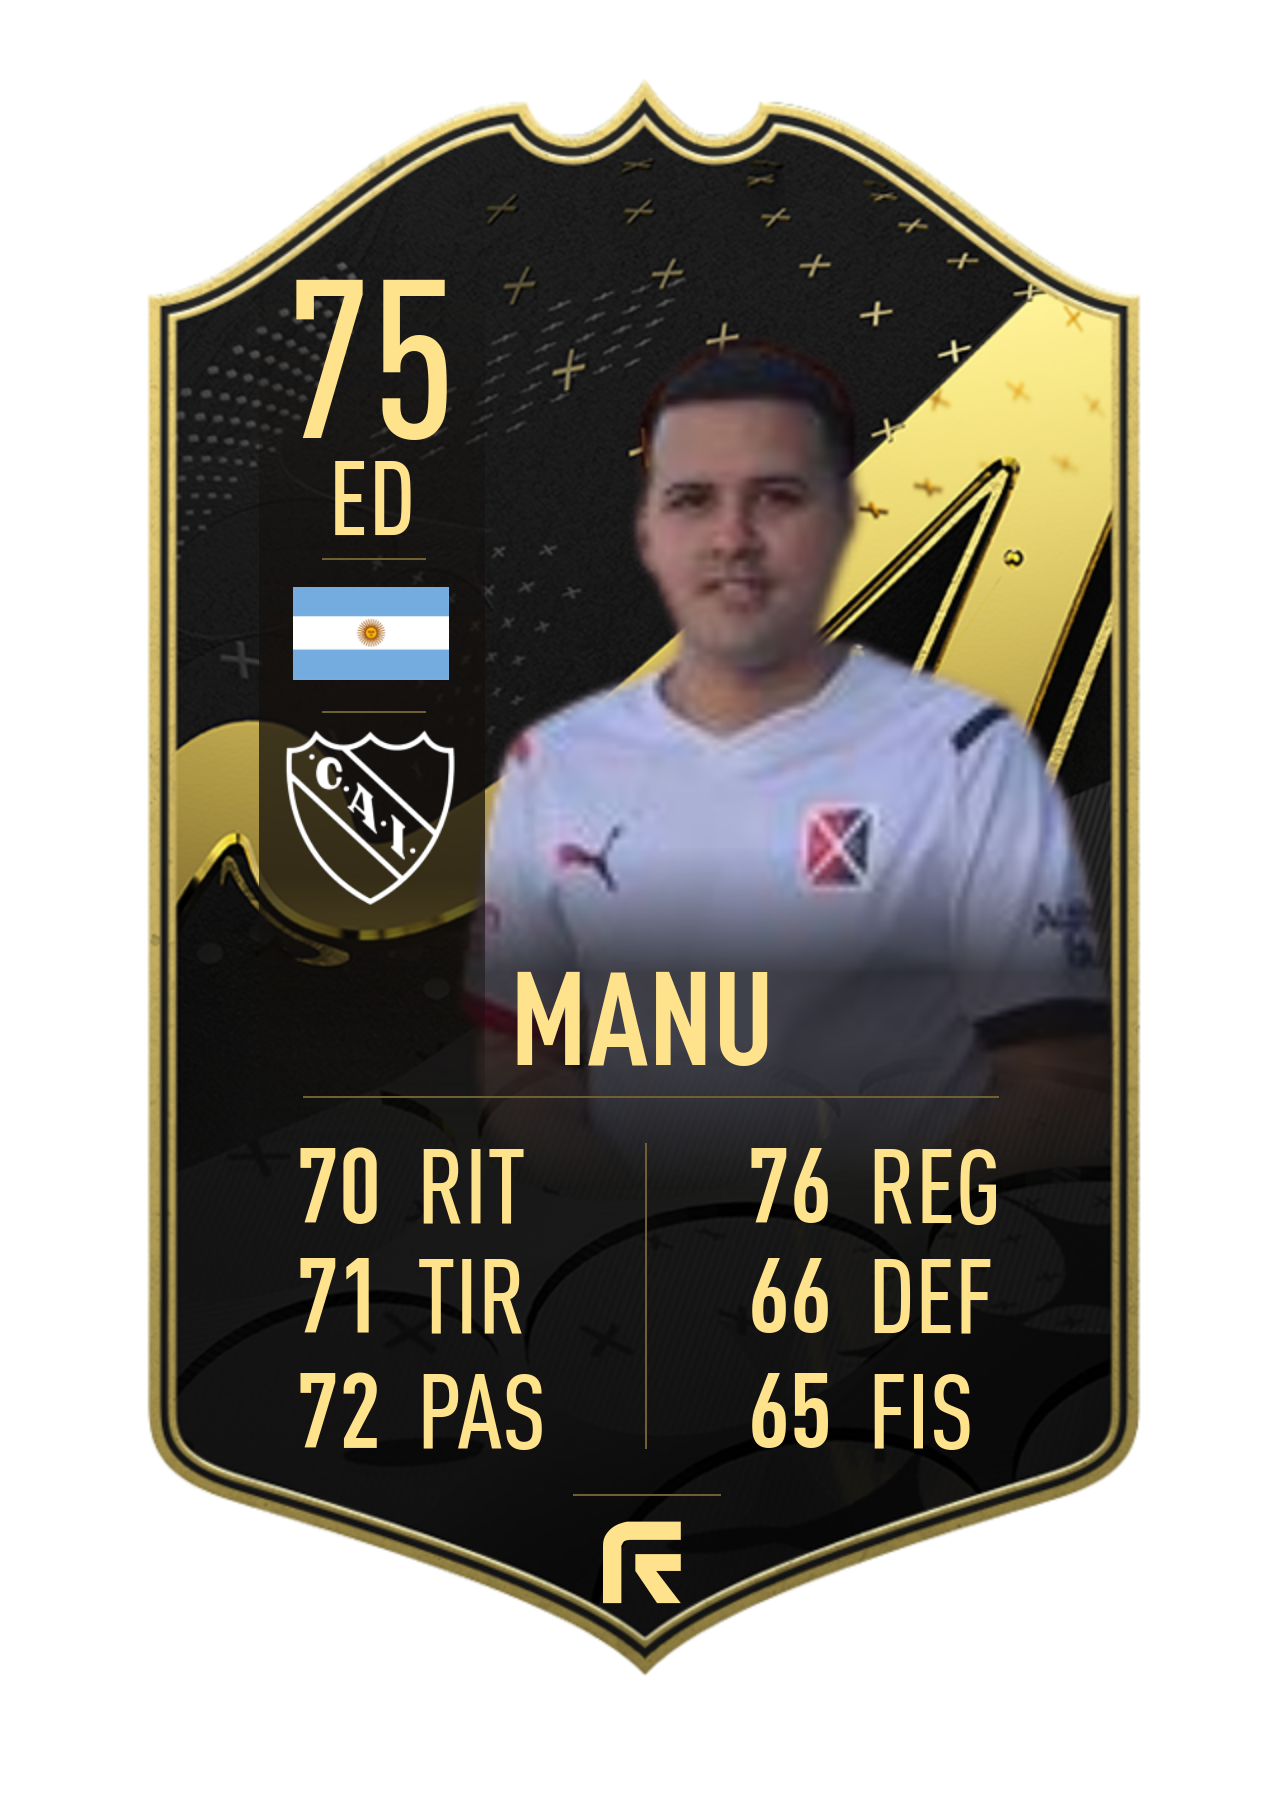 75
ED
C.A.I.
MANU
70 RIT
71 TIR
72 PAS
76 REG
66 DEF
65 FIS